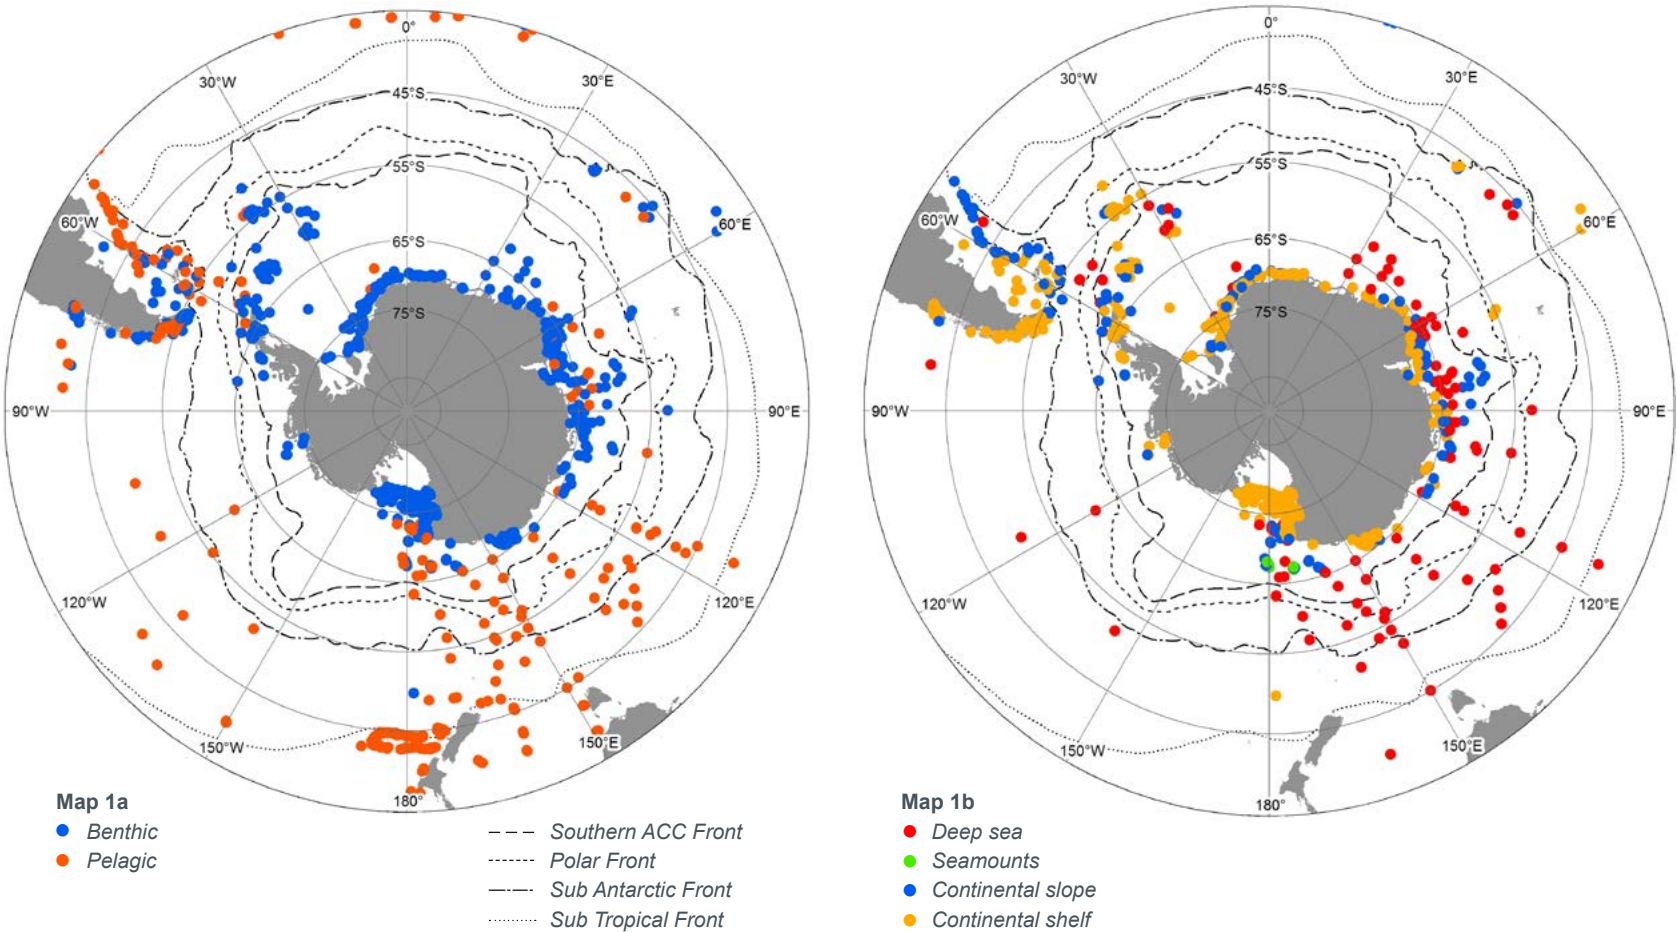 0°
30°W
30°E
45°S
55°S
60°W
60°E
65°S
75°S
90°W
90°E
120°W
120°E
150°W
150°E
180°
0°
30°W
30°E
45°S
55°S
60°W
60°E
65°S
75°S
90°W
90°E
120°W
120°E
150°W
150°E
180°
Map 1a
Benthic
Pelagic
Southern ACC Front
Polar Front
Sub Antarctic Front
Sub Tropical Front
Map 1b
Deep sea
Seamounts
Continental slope
Continental shelf